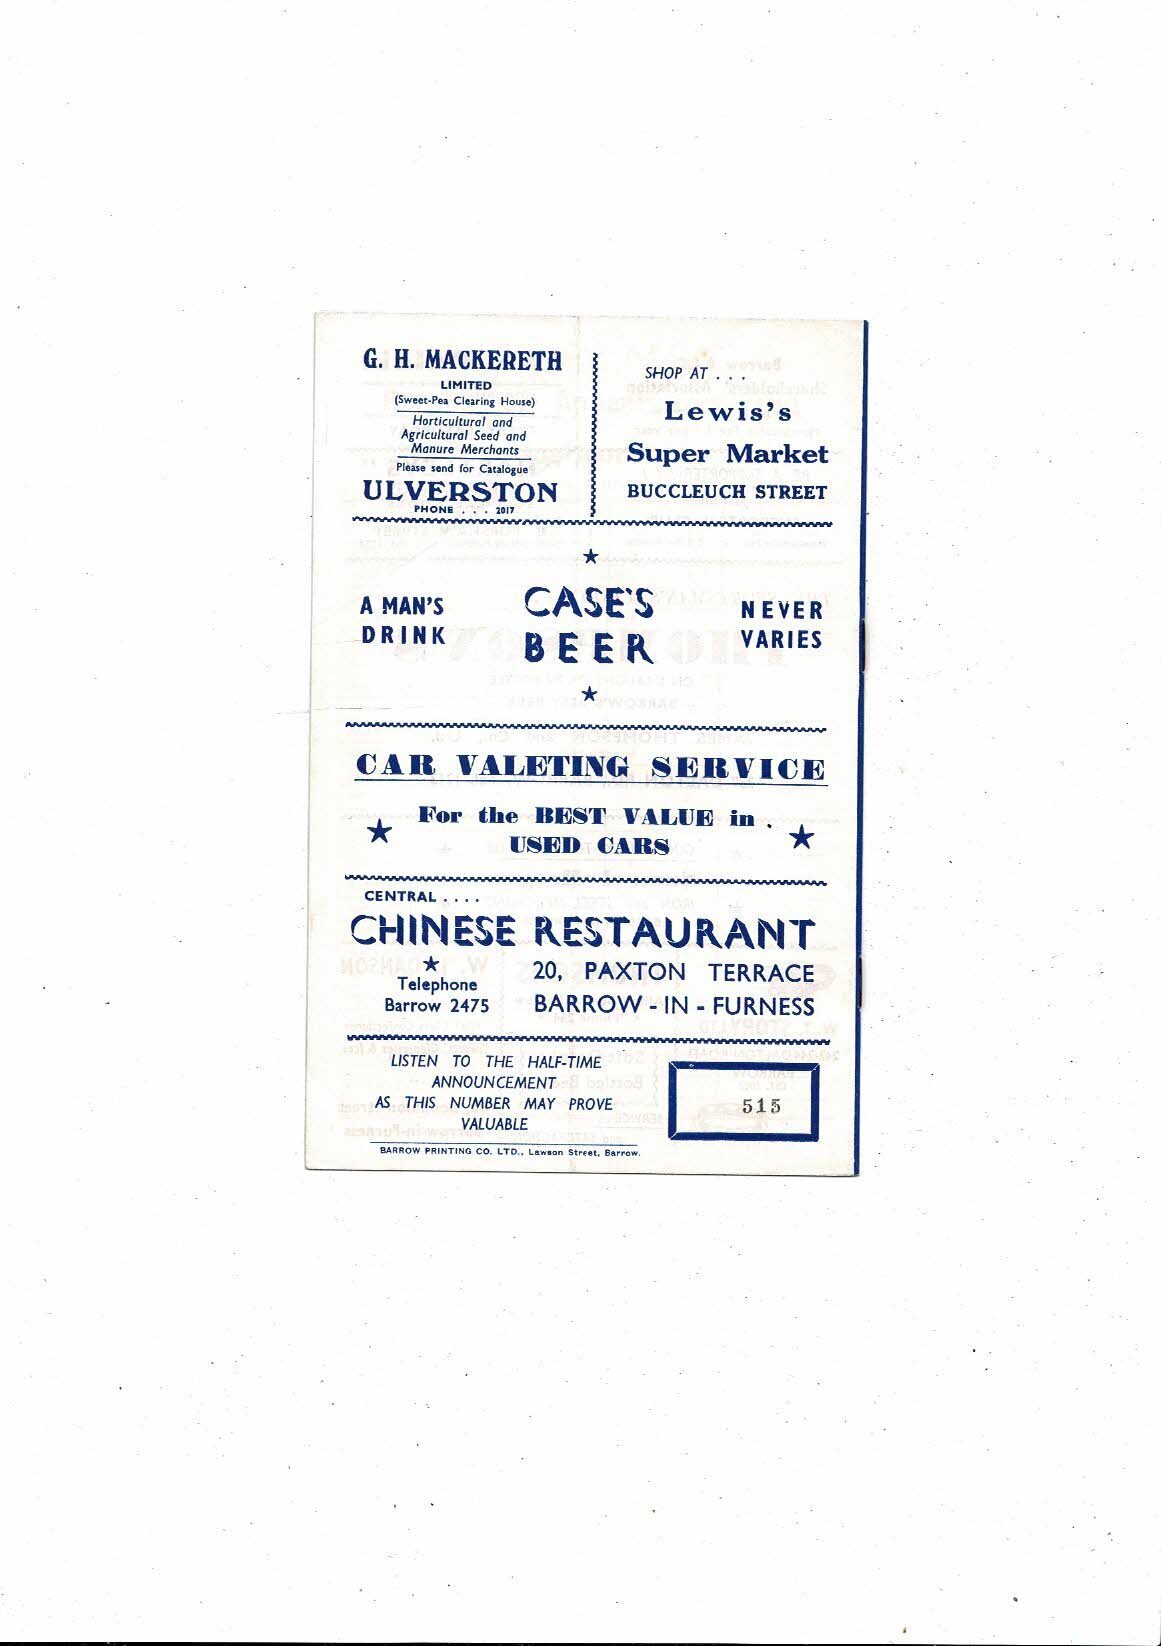 G. H. MACKERETH
LIMITED
(Sweet-Pea Clearing House)
Horticultural and
Agricultural Seed and
Manure Merchants
Please send for Catalogue
ULVERSTON
PHONE . . . 2017
SHOP AT . . .
Lewis's
Super Market
BUCCLEUCH STREET
A MAN'S
DRINK
CASE'S
BEER
NEVER
VARIES
CAR VALETING SERVICE
For the BEST VALUE in .
USED CARS
CENTRAL . . . .
CHINESE RESTAURANT
Telephone
Barrow 2475
20, PAXTON TERRACE
BARROW - IN - FURNESS
LISTEN TO THE HALF-TIME
ANNOUNCEMENT
AS THIS NUMBER MAY PROVE
VALUABLE
515
BARROW PRINTING CO. LTD., Lawson Street, Barrow.